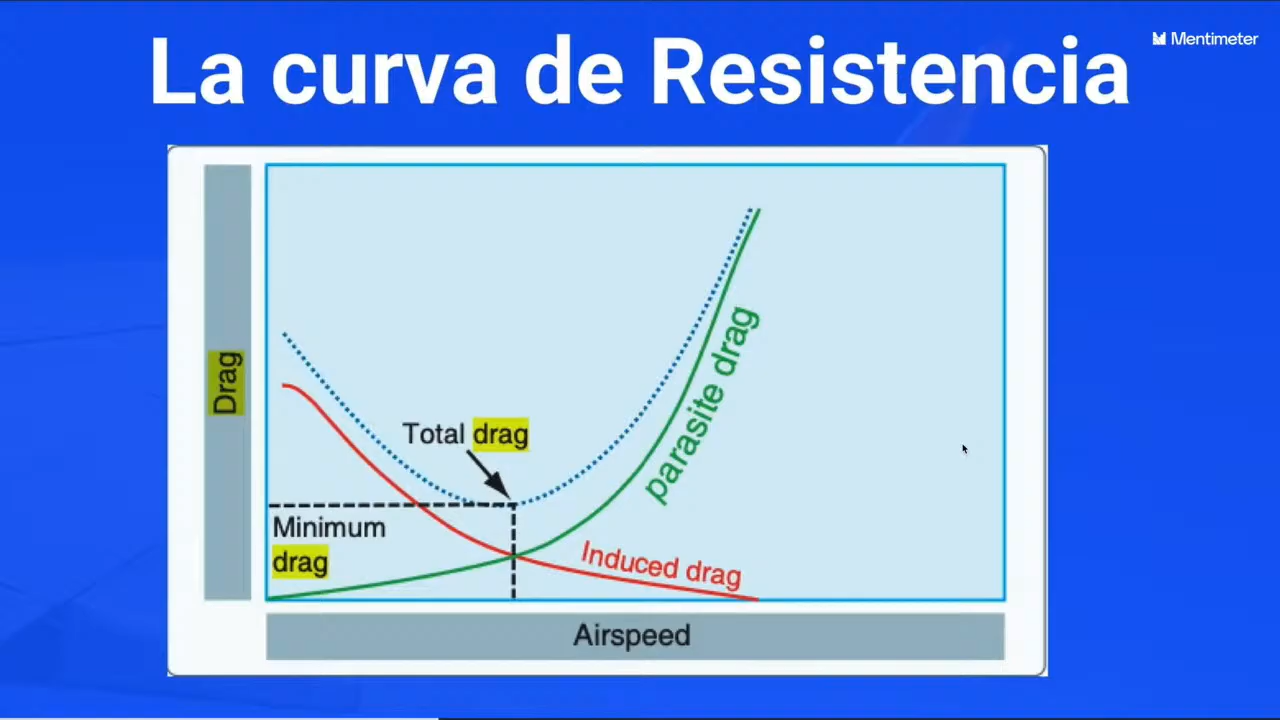 La curva de Resistencia
Mentimeter
Drag
Total drag
Minimum
drag
parasite drag
Induced drag
Airspeed